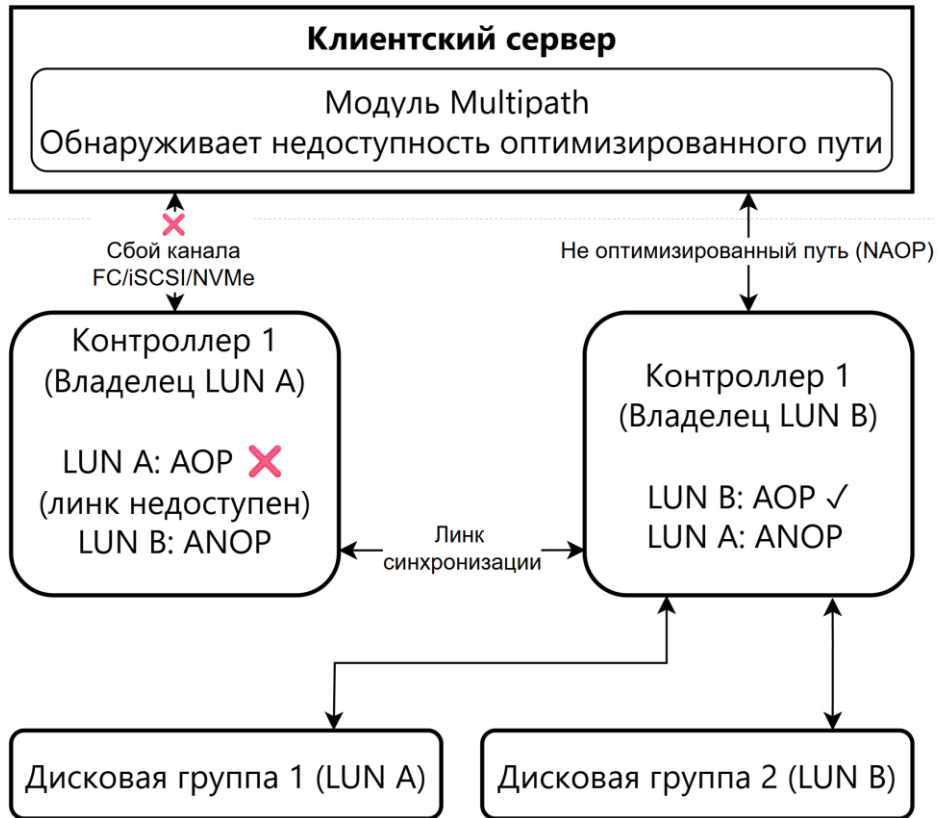 Клиентский сервер
Модуль Multipath
Обнаруживает недоступность оптимизированного пути
Сбой канала
FC/iSCSI/NVMe
Не оптимизированный путь (NAOP)
Контроллер 1
(Владелец LUN A)
LUN A: AOP ❌
(линк недоступен)
LUN B: ANOP
Линк
синхронизации
Контроллер 1
(Владелец LUN B)
LUN B: AOP ✓
LUN A: ANOP
Дисковая группа 1 (LUN A)
Дисковая группа 2 (LUN B)